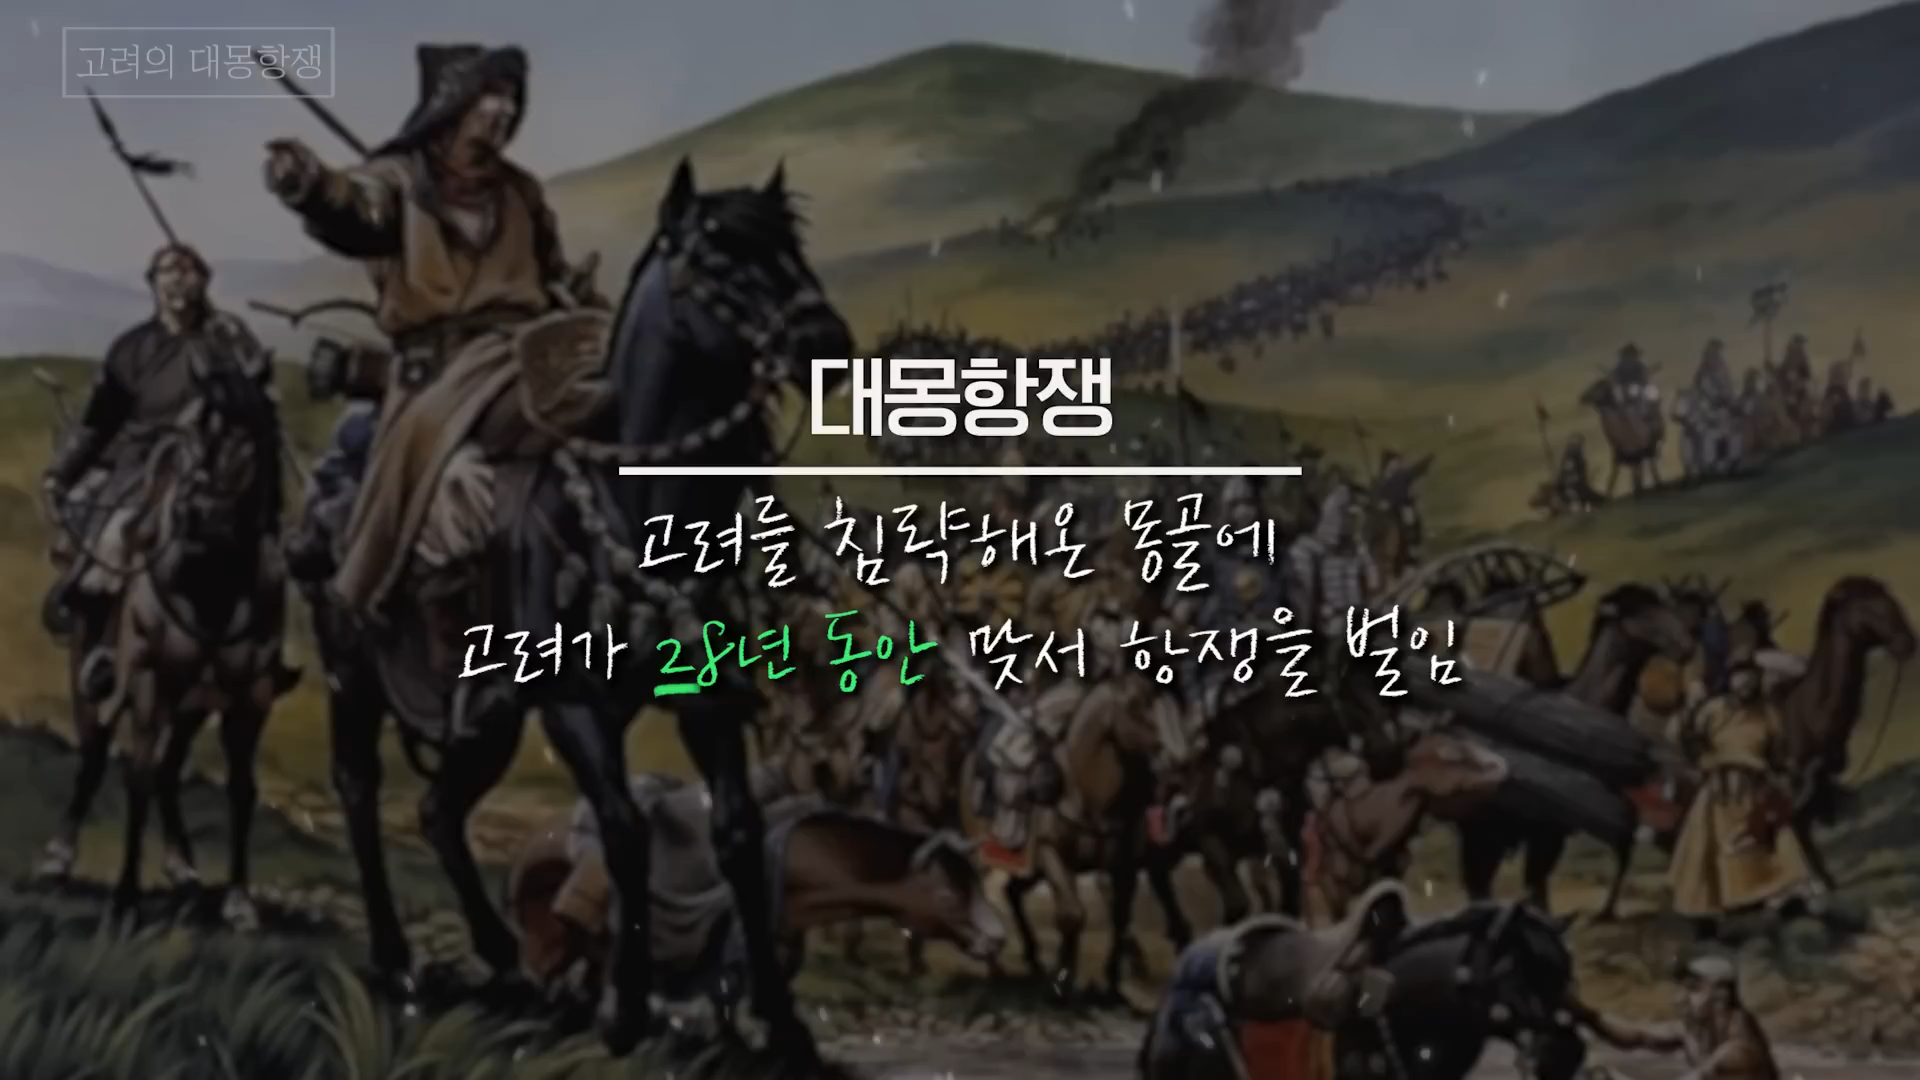 고려의 대몽항쟁
대몽항쟁
고려를 침략해온 몽골에
고려가 28년 동안 맞서 항쟁을 벌임